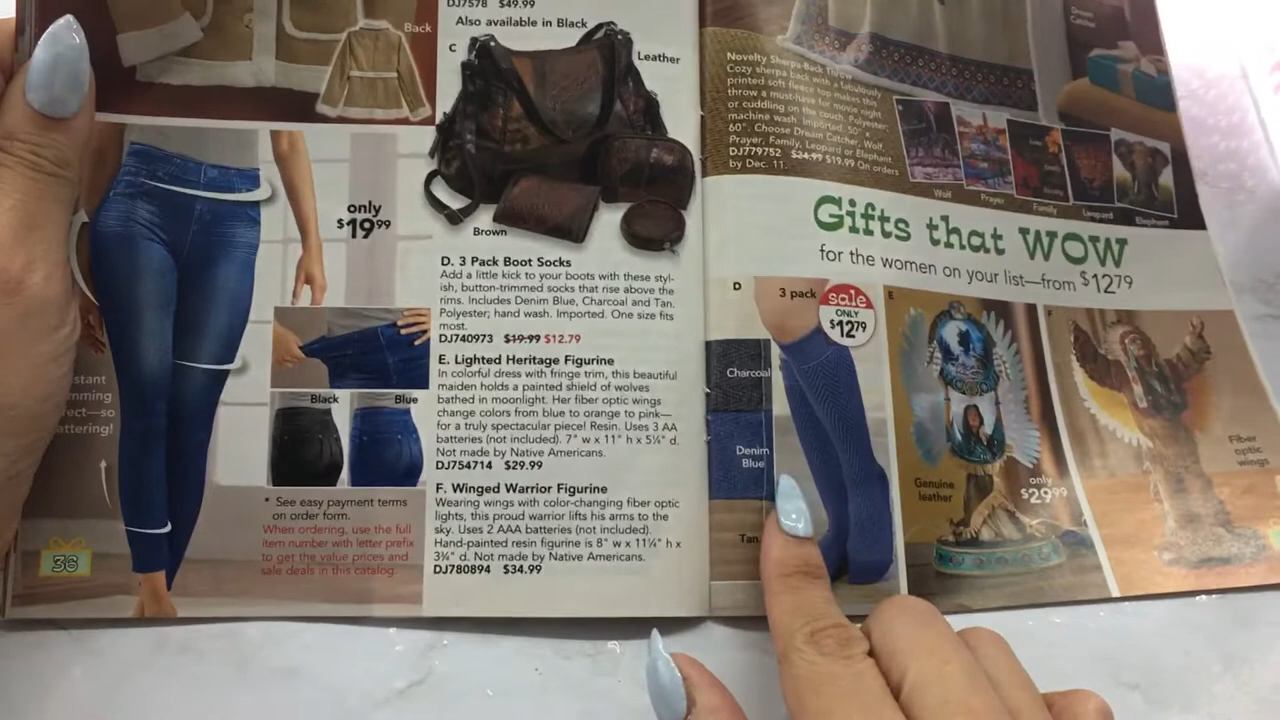 DJ7578 $49.99
Also available in Black
Back
C
Leather
Brown
only
$1999
stant
mming
ect—so
attering!
Black
Blue
* See easy payment terms
on order form.
When ordering, use the full
item number with letter prefix
to get the value prices and
sale deals in this catalog.
36
D. 3 Pack Boot Socks
Add a little kick to your boots with these styl-
ish, button-trimmed socks that rise above the
rims. Includes Denim Blue, Charcoal and Tan.
Polyester; hand wash. Imported. One size fits
most.
DJ740973 $19.99 $12.79
E. Lighted Heritage Figurine
In colorful dress with fringe trim, this beautiful
maiden holds a painted shield of wolves
bathed in moonlight. Her fiber optic wings
change colors from blue to orange to pink—
for a truly spectacular piece! Resin. Uses 3 AA
batteries (not included). 7" w x 11" h x 5¼" d.
Not made by Native Americans.
DJ754714 $29.99
F. Winged Warrior Figurine
Wearing wings with color-changing fiber optic
lights, this proud warrior lifts his arms to the
sky. Uses 2 AAA batteries (not included).
Hand-painted resin figurine is 8" w x 11¼" h x
3¾" d. Not made by Native Americans.
DJ780894 $34.99
Dream
Catcher
Novelty Sherpa-Back Throw
Cozy sherpa back with a fabulously
printed soft fleece top makes this
throw a must-have for movie night
or cuddling on the couch. Polyester;
machine wash. Imported. 50" x
60". Choose Dream Catcher, Wolf,
Prayer, Family, Leopard or Elephant.
DJ779752 $24.99 $19.99 On orders
by Dec. 11.
Wolf
Prayer
Family
Leopard
Elephant
Gifts that WOW
for the women on your list—from $1279
D
3 pack
sale
ONLY
$1279
Charcoal
Denim
Blue
Tan
E
Genuine
leather
only
$2999
F
Fiber
optic
wings